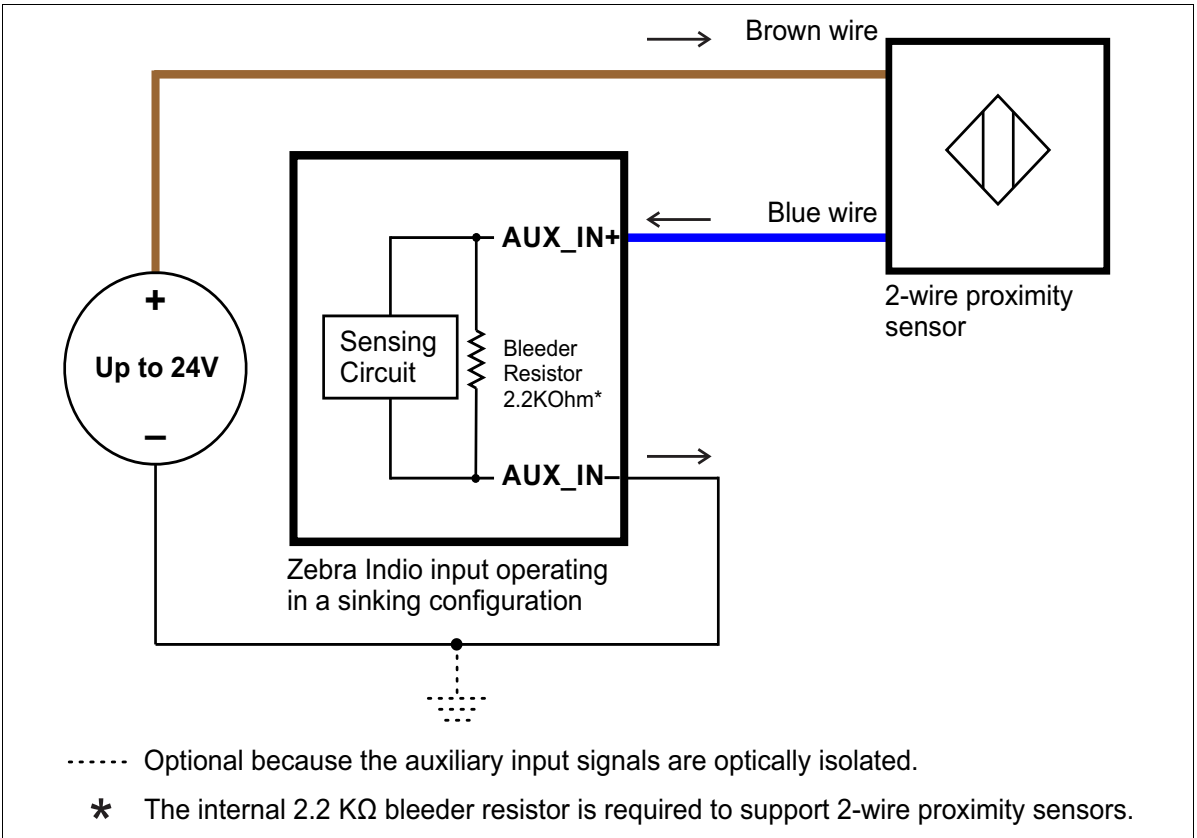 Brown wire
Blue wire
2-wire proximity
sensor
+
Up to 24V
–
AUX_IN+
Sensing
Circuit
Bleeder
Resistor
2.2KOhm*
AUX_IN–
Zebra Indio input operating
in a sinking configuration
Optional because the auxiliary input signals are optically isolated.
* The internal 2.2 KΩ bleeder resistor is required to support 2-wire proximity sensors.